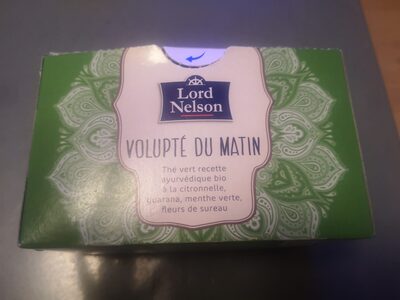 Lord
Nelson
VOLUPTÉ DU MATIN
Thé vert recette
ayurvédique bio
à la citronnelle,
guarana, menthe verte,
fleurs de sureau